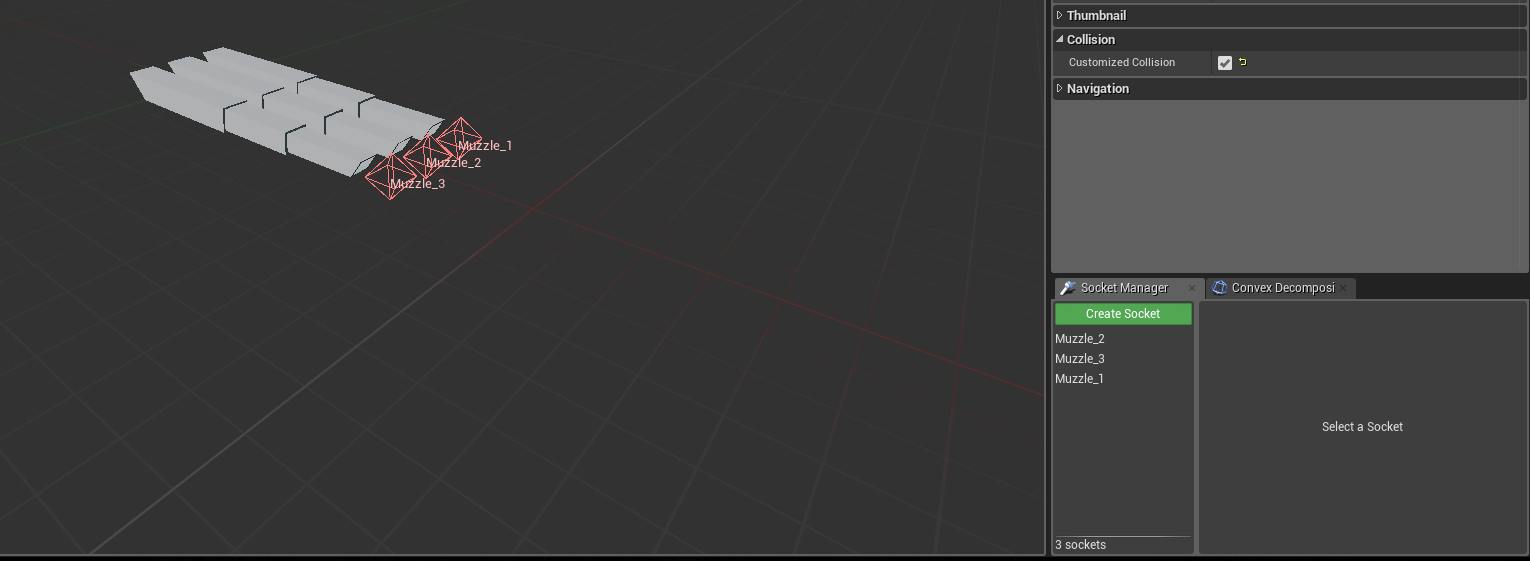 Muzzle_1
Muzzle_2
Muzzle_3
Thumbnail
Collision
Customized Collision
Navigation
Socket Manager
Convex Decomposi
Create Socket
Muzzle_2
Muzzle_3
Muzzle_1
3 sockets
Select a Socket